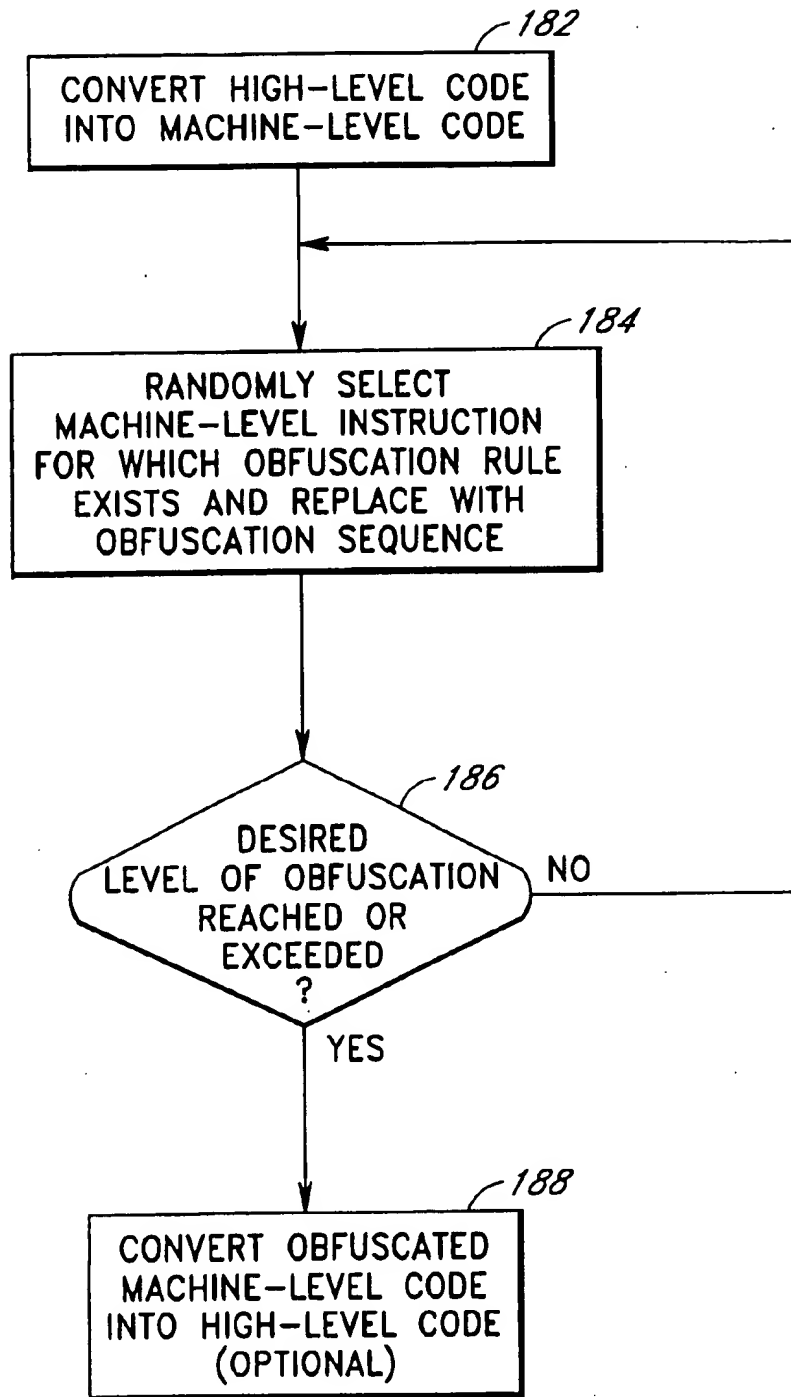 182
CONVERT HIGH-LEVEL CODE
INTO MACHINE-LEVEL CODE
184
RANDOMLY SELECT
MACHINE-LEVEL INSTRUCTION
FOR WHICH OBFUSCATION RULE
EXISTS AND REPLACE WITH
OBFUSCATION SEQUENCE
186
DESIRED
LEVEL OF OBFUSCATION
REACHED OR
EXCEEDED
?
NO
YES
188
CONVERT OBFUSCATED
MACHINE-LEVEL CODE
INTO HIGH-LEVEL CODE
(OPTIONAL)